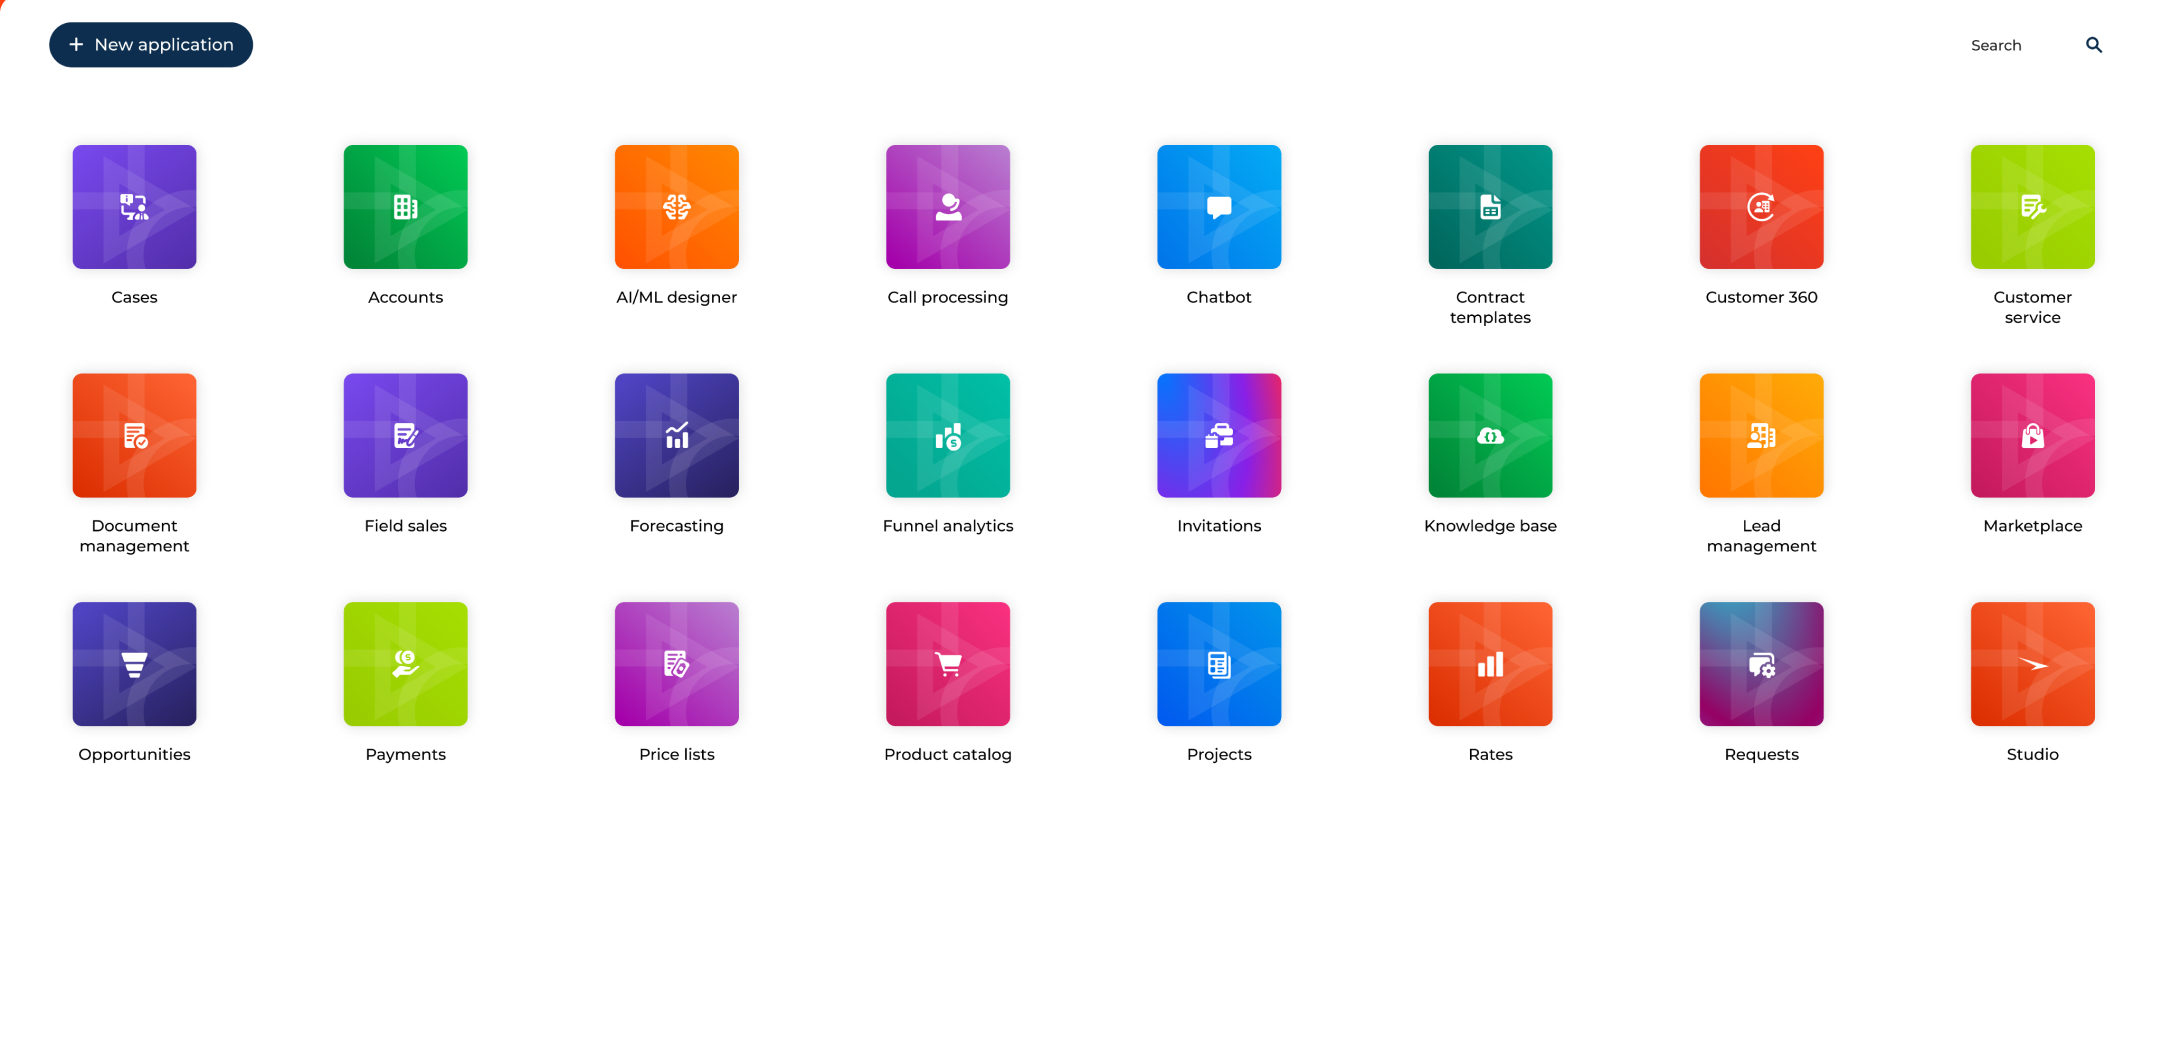 New application
Search
Cases
Accounts
AI/ML designer
Call processing
Chatbot
Contract
templates
Customer 360
Customer
service
Document
management
Field sales
Forecasting
Funnel analytics
Invitations
Knowledge base
Lead
management
Marketplace
Opportunities
Payments
Price lists
Product catalog
Projects
Rates
Requests
Studio